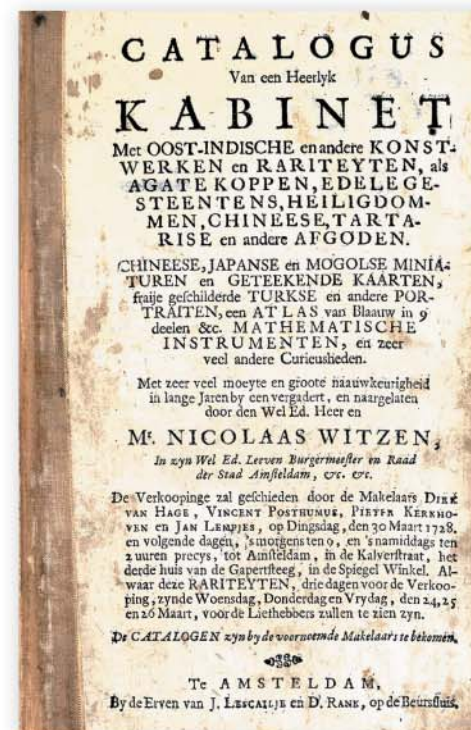 CATALOGUS
Van een Heerlyk
KABINET
Met OOST-INDISCHE en andere KONST-
WERKEN en RARITEYTEN, als
AGATE KOPPEN, EDELE GE-
STEENTENS, HEILIGDOM-
MEN, CHINEESE, TARTA-
RISE en andere AFGODEN.
CHINEESE, JAPANSE en MOGOLSE MINIA-
TUREN en GETEEKENDE KAARTEN,
fraije geschilderde TURKSE en andere POR-
TRAITEN, een ATLAS van Blaauw in 9
deelen &c. MATHEMATISCHE
INSTRUMENTEN, en zeer
veel andere Curieusheden.
Met zeer veel moeyte en groote naauwkeurigheid
in lange Jaren by een vergadert, en naargelaten
door den Wel Ed. Heer en
Mr. NICOLAAS WITZEN,
In zyn Wel Ed. Leeven Burgermeester en Raad
der Stad Amsteldam, &c. &c.
De Verkoopinge zal geschieden door de Makelaars DIRK
VAN HAGE, VINCENT POSTHUMUS, PIETER KERKHO-
VEN en JAN LEMPJES, op Dingsdag, den 30 Maart 1728.
en volgende dagen, 's morgens ten 9, en 's namiddags ten
2 uuren precys, tot Amsteldam, in de Kalverstraat, het
derde huis van de Gapersteeg, in de Spiegel Winkel. Al-
waar deze RARITEYTEN, drie dagen voor de Verkoo-
ping, zynde Woensdag, Donderdag en Vrydag, den 24, 25
en 26 Maart, voor de Liefhebbers zullen te zien zyn.
De CATALOGEN zyn by de voornoemde Makelaars te bekomen.
Te AMSTELDAM,
By de Erven van J. LESCAILJE en D. RANK, op de Beurssluis.